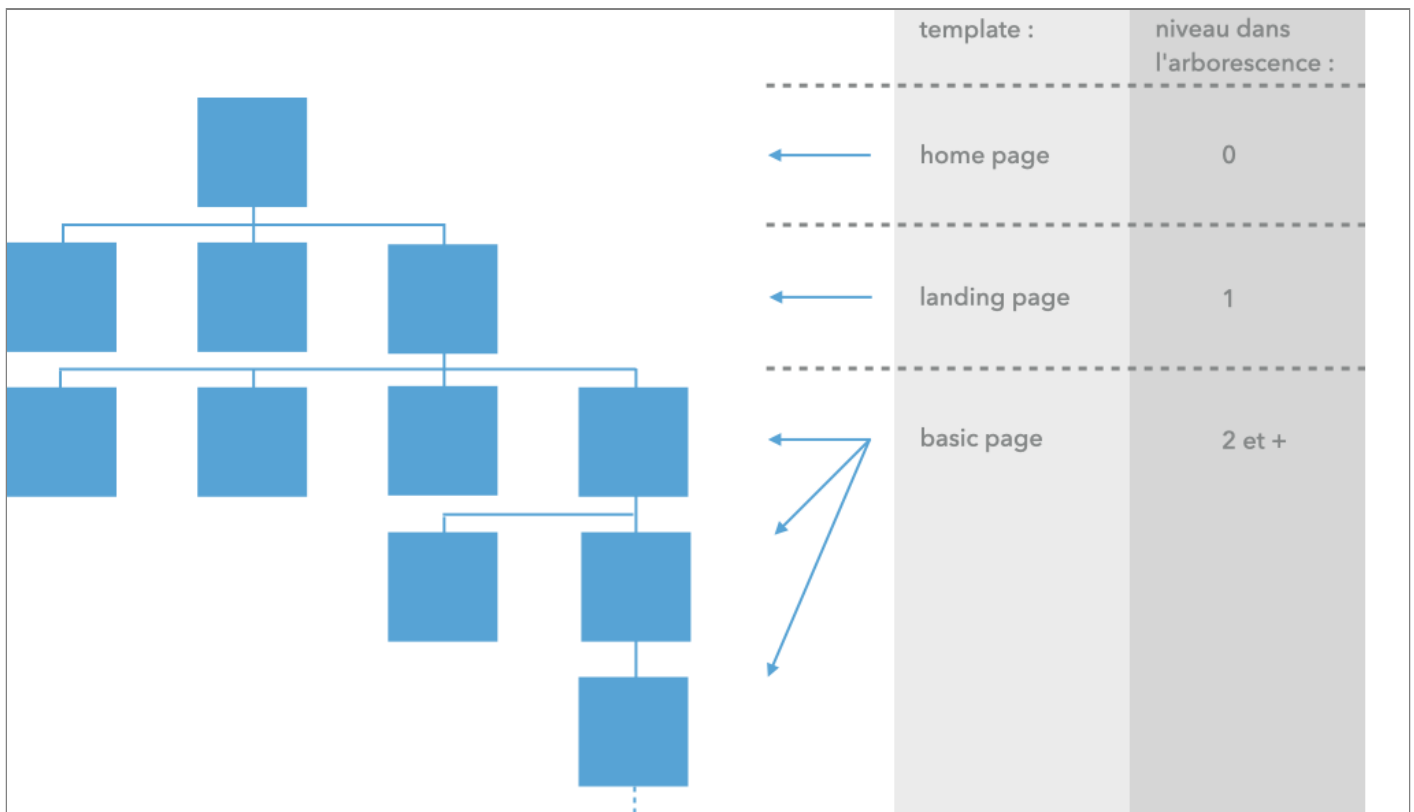 template :
niveau dans
l'arborescence :
home page
0
landing page
1
basic page
2 et +